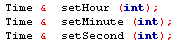 Time & setHour (int);
Time & setMinute (int);
Time & setSecond (int);